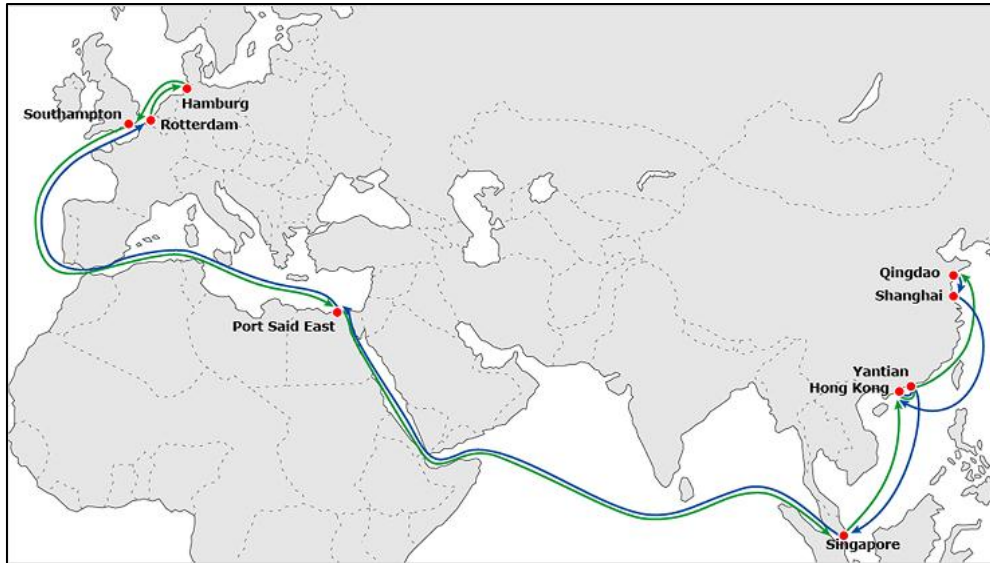 Hamburg
Southampton
Rotterdam
Qingdao
Shanghai
Port Said East
Yantian
Hong Kong
Singapore